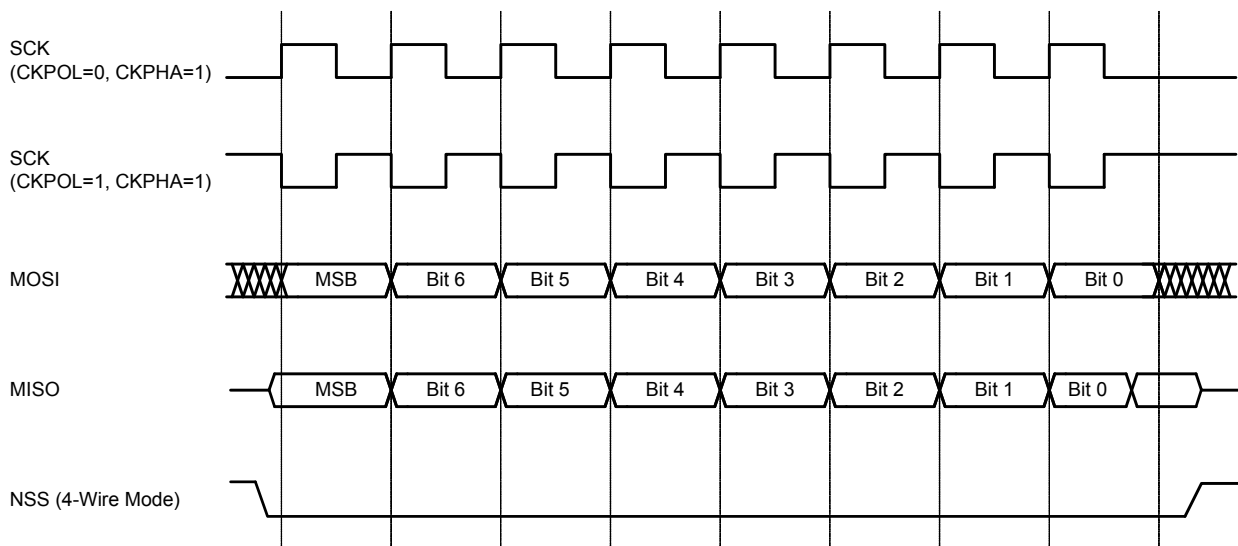 SCK
(CKPOL=0, CKPHA=1)
SCK
(CKPOL=1, CKPHA=1)
MOSI MSB Bit 6 Bit 5 Bit 4 Bit 3 Bit 2 Bit 1 Bit 0
MISO MSB Bit 6 Bit 5 Bit 4 Bit 3 Bit 2 Bit 1 Bit 0
NSS (4-Wire Mode)